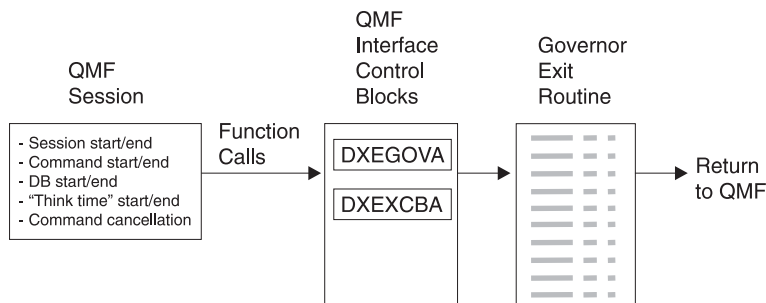 QMF
Session
- Session start/end
- Command start/end
- DB start/end
- “Think time” start/end
- Command cancellation
Function
Calls
QMF
Interface
Control
Blocks
DXEGOVA
DXEXCBA
Governor
Exit
Routine
Return
to QMF